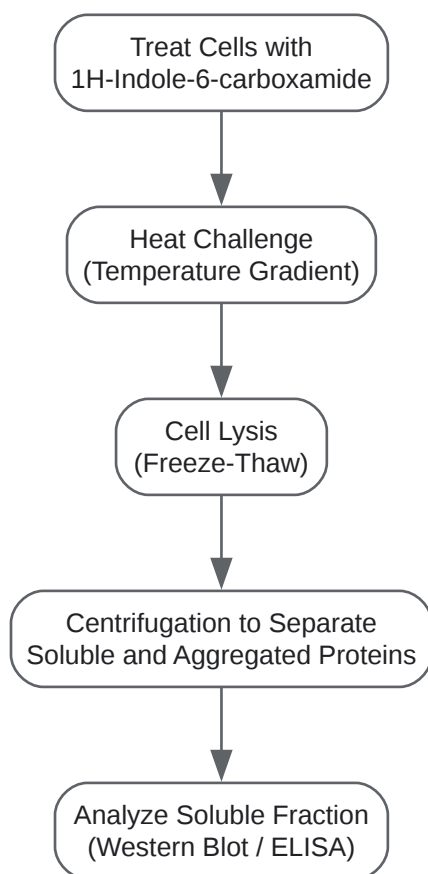 Treat Cells with
1H-Indole-6-carboxamide
Heat Challenge
(Temperature Gradient)
Cell Lysis
(Freeze-Thaw)
Centrifugation to Separate
Soluble and Aggregated Proteins
Analyze Soluble Fraction
(Western Blot / ELISA)